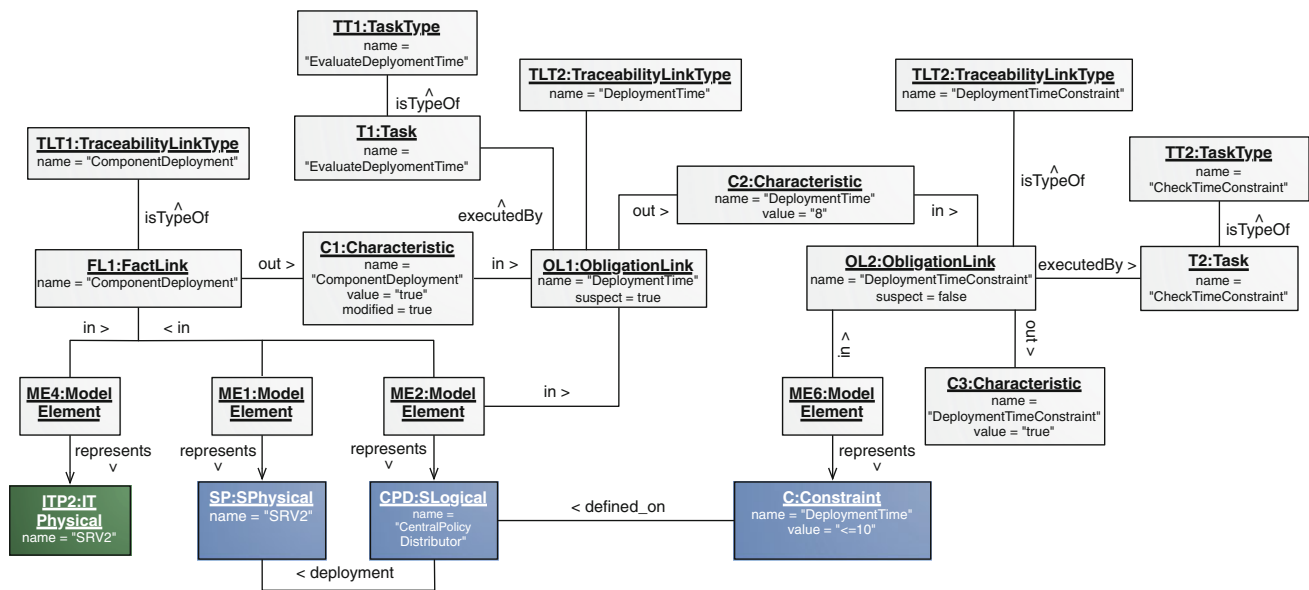 TT1:TaskType
name =
"EvaluateDeplyomentTime"
^
isTypeOf
T1:Task
name =
"EvaluateDeplyomentTime"
TLT2:TraceabilityLinkType
name = "DeploymentTime"
TLT2:TraceabilityLinkType
name = "DeploymentTimeConstraint"
TLT1:TraceabilityLinkType
name = "ComponentDeployment"
TT2:TaskType
name =
"CheckTimeConstraint"
C2:Characteristic
name = "DeploymentTime"
value = "8"
^
isTypeOf
^
executedBy
out >
in >
^
isTypeOf
^
isTypeOf
FL1:FactLink
name = "ComponentDeployment"
out >
C1:Characteristic
name =
"ComponentDeployment"
value = "true"
modified = true
in >
OL1:ObligationLink
name = "DeploymentTime"
suspect = true
OL2:ObligationLink
name = "DeploymentTimeConstraint"
suspect = false
executedBy >
T2:Task
name =
"CheckTimeConstraint"
in >
< in
in >
out >
ME4:Model
Element
ME1:Model
Element
ME2:Model
Element
in >
ME6:Model
Element
C3:Characteristic
name =
"DeploymentTimeConstraint"
value = "true"
represents
v
represents
v
represents
v
represents
v
ITP2:IT
Physical
name = "SRV2"
SP:SPhysical
name = "SRV2"
CPD:SLogical
name =
"CentralPolicy
Distributor"
< defined_on
C:Constraint
name = "DeploymentTime"
value = "<=10"
< deployment